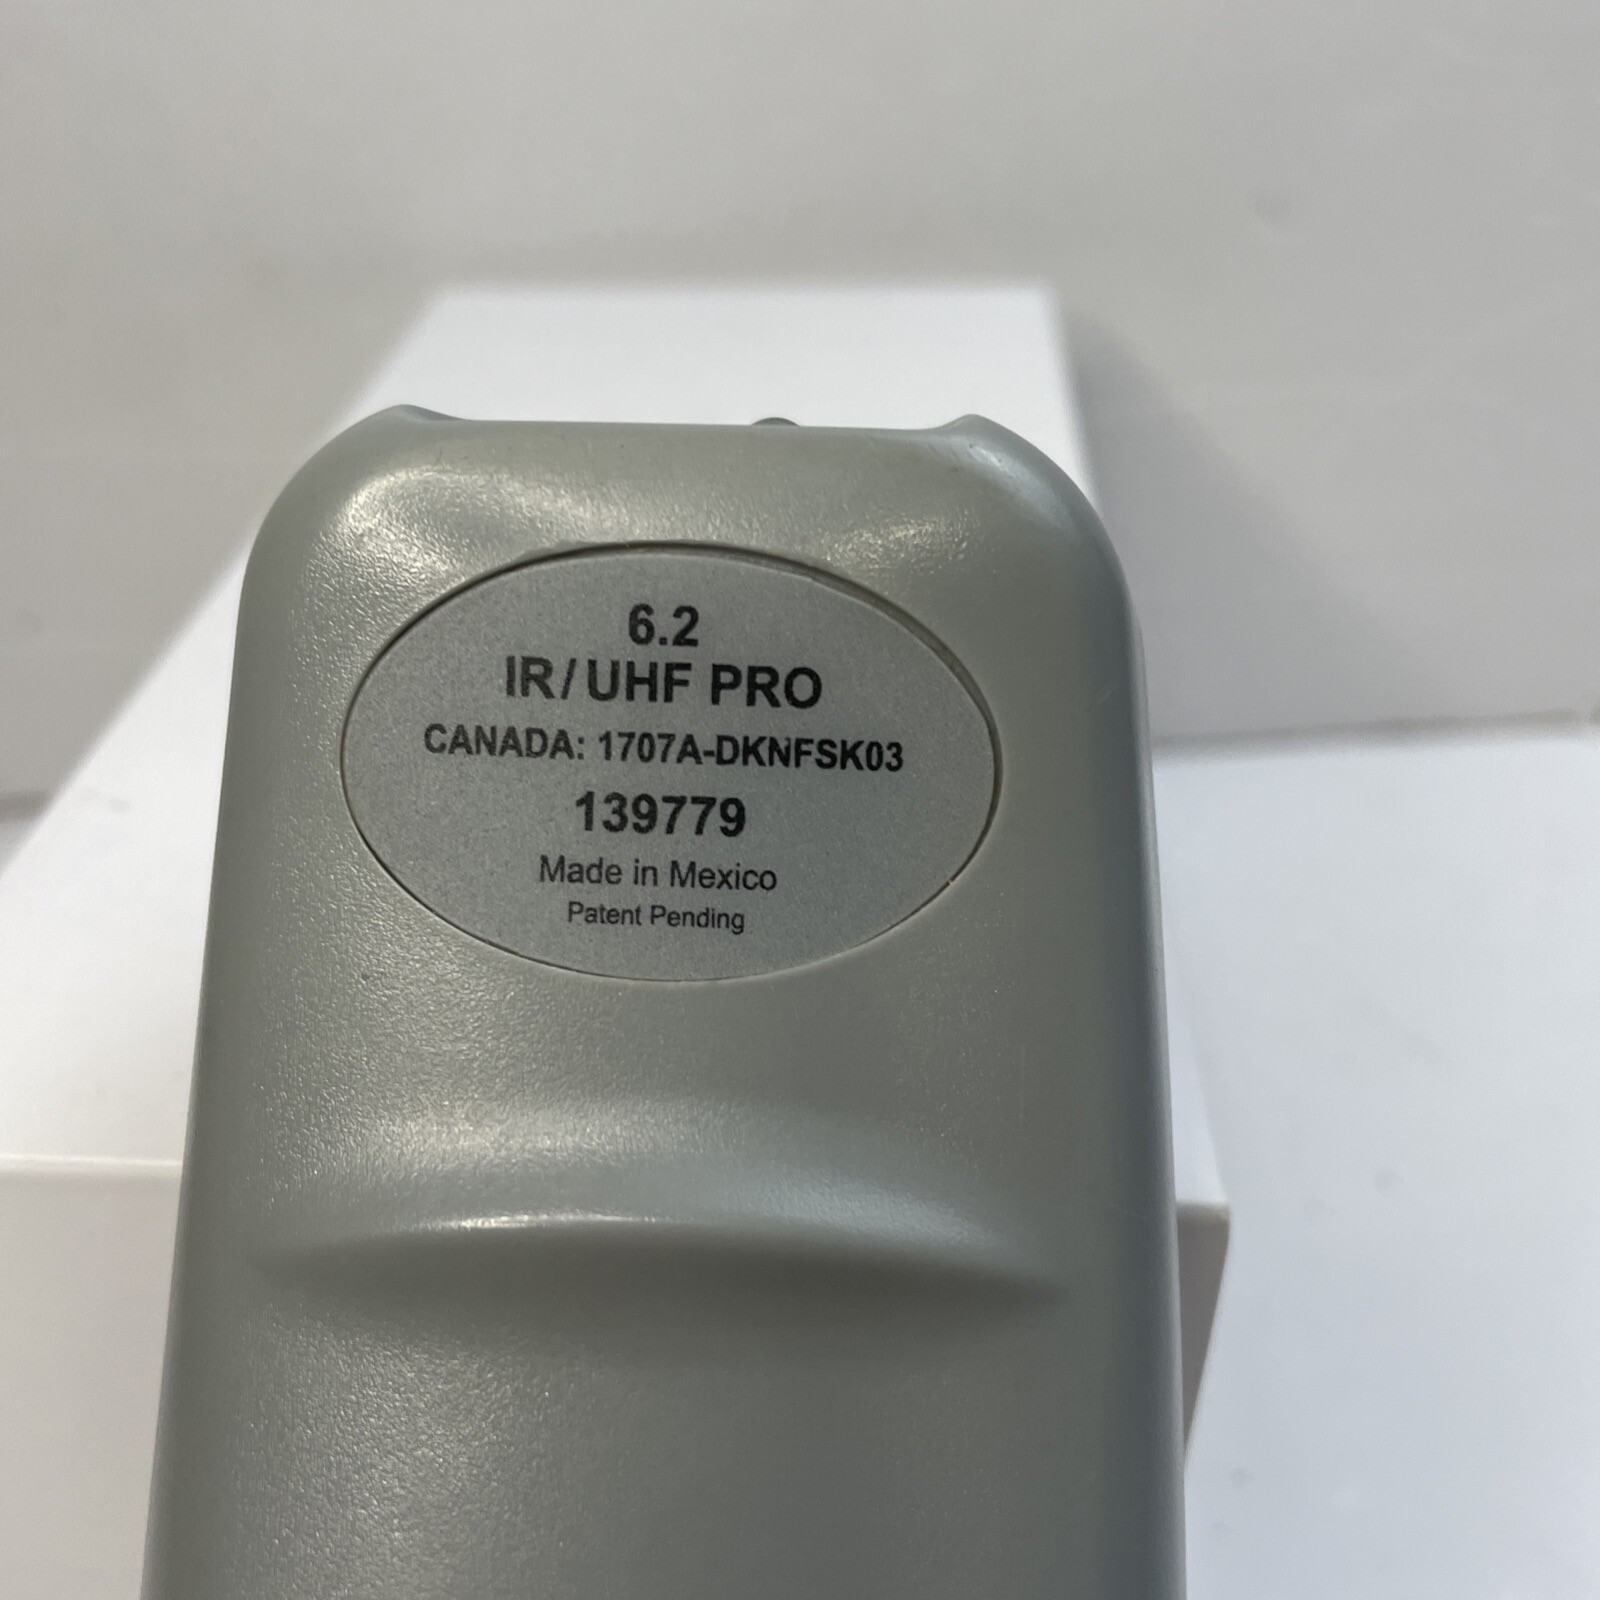 6.2
IR/UHF PRO
CANADA: 1707A-DKNFSK03
139779
Made in Mexico
Patent Pending